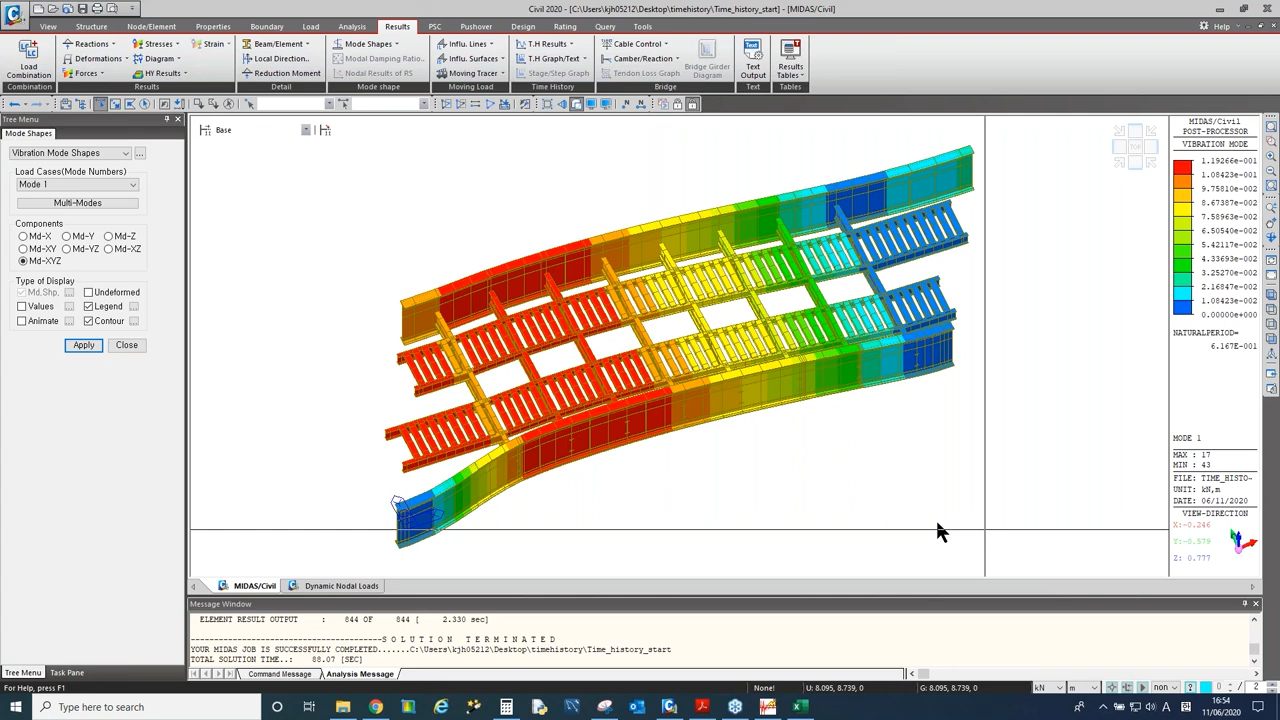 Civil 2020 - [C:\Users\kjh05212\Desktop\timehistory\Time_history_start] - [MIDAS/Civil]
View Structure Node/Element Properties Boundary Load Analysis Results PSC Pushover Design Rating Query Tools Help
Reactions Stresses Strain Beam/Element Mode Shapes Influ. Lines T.H Results Cable Control
Load Combination Deformations Diagram Local Direction.. Modal Damping Ratio.. Influ. Surfaces T.H Graph/Text Camber/Reaction Bridge Girder Diagram Text Output Results Tables
Forces HY Results Reduction Moment Nodal Results of RS Moving Tracer Stage/Step Graph Tendon Loss Graph
Combination Results Detail Mode shape Moving Load Time History Bridge Text Tables
Tree Menu
Mode Shapes
Vibration Mode Shapes ...
Load Cases(Mode Numbers)
Mode 1
Multi-Modes
Components
Md-X Md-Y Md-Z
Md-XY Md-YZ Md-XZ
Md-XYZ
Type of Display
Md.Shp. Undeformed
Values Legend
Animate Contour
Apply Close
Base
TOP
MIDAS/Civil
POST-PROCESSOR
VIBRATION MODE
1.19266e-001
1.08423e-001
9.75810e-002
8.67387e-002
7.58963e-002
6.50540e-002
5.42117e-002
4.33693e-002
3.25270e-002
2.16847e-002
1.08423e-002
0.00000e+000
NATURALPERIOD=
6.167E-001
MODE 1
MAX : 17
MIN : 43
FILE: TIME_HISTO~
UNIT: kN,m
DATE: 06/11/2020
VIEW-DIRECTION
X:-0.246
Y:-0.579
Z: 0.777
MIDAS/Civil Dynamic Nodal Loads
Message Window
ELEMENT RESULT OUTPUT : 844 OF 844 [ 2.330 sec]
S O L U T I O N T E R M I N A T E D
YOUR MIDAS JOB IS SUCCESSFULLY COMPLETED.......C:\Users\kjh05212\Desktop\timehistory\Time_history_start
TOTAL SOLUTION TIME..: 88.07 [SEC]
Tree Menu Task Pane Command Message Analysis Message
For Help, press F1 None! U: 8.095, 8.739, 0 G: 8.095, 8.739, 0 kN m non ? 0 / 2
Type here to search
A
16:54
11/06/2020